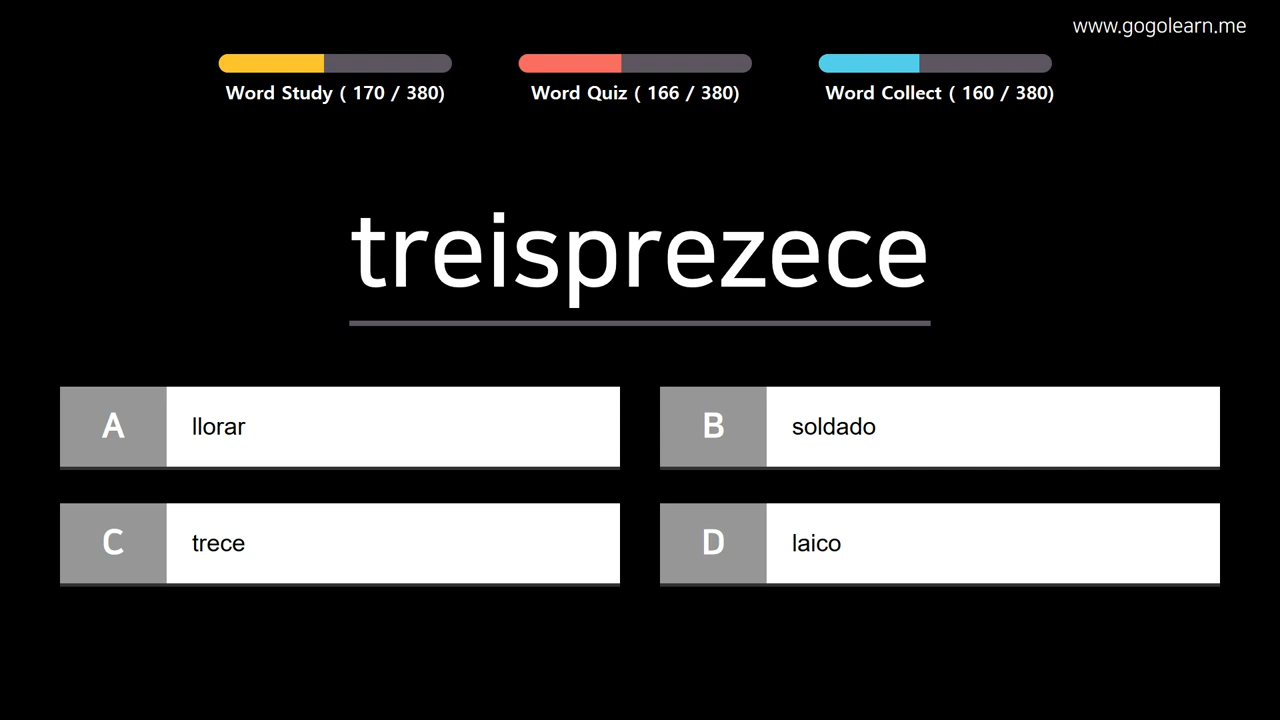 www.gogolearn.me
Word Study ( 170 / 380)
Word Quiz ( 166 / 380)
Word Collect ( 160 / 380)
treisprezece
A llorar
B soldado
C trece
D laico